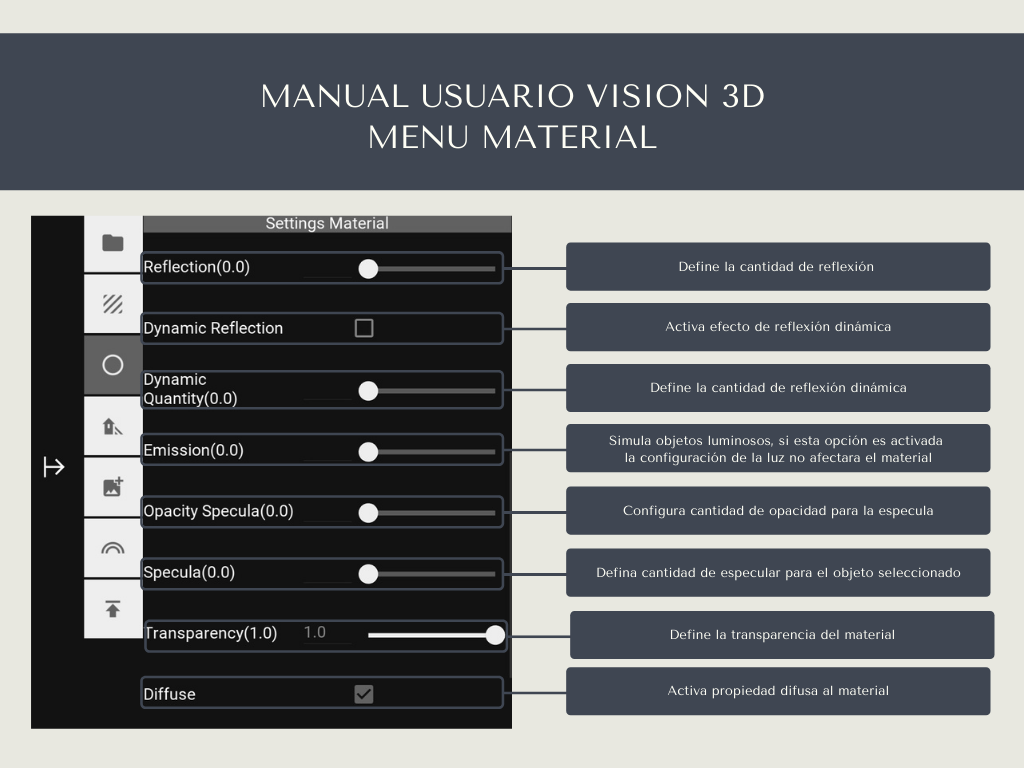 MANUAL USUARIO VISION 3D
MENU MATERIAL
Settings Material
Reflection(0.0)
Define la cantidad de reflexión
Dynamic Reflection
Activa efecto de reflexión dinámica
Dynamic
Quantity(0.0)
Define la cantidad de reflexión dinámica
Emission(0.0)
Simula objetos luminosos, si esta opción es activada
la configuración de la luz no afectara el material
Opacity Specula(0.0)
Configura cantidad de opacidad para la especula
Specula(0.0)
Defina cantidad de especular para el objeto seleccionado
Transparency(1.0) 1.0
Define la transparencia del material
Diffuse
Activa propiedad difusa al material